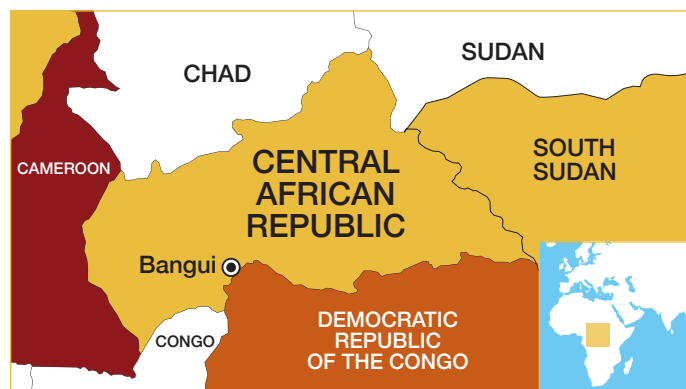 SUDAN
CHAD
CENTRAL
AFRICAN
REPUBLIC
SOUTH
SUDAN
CAMEROON
Bangui
CONGO
DEMOCRATIC
REPUBLIC
OF THE CONGO